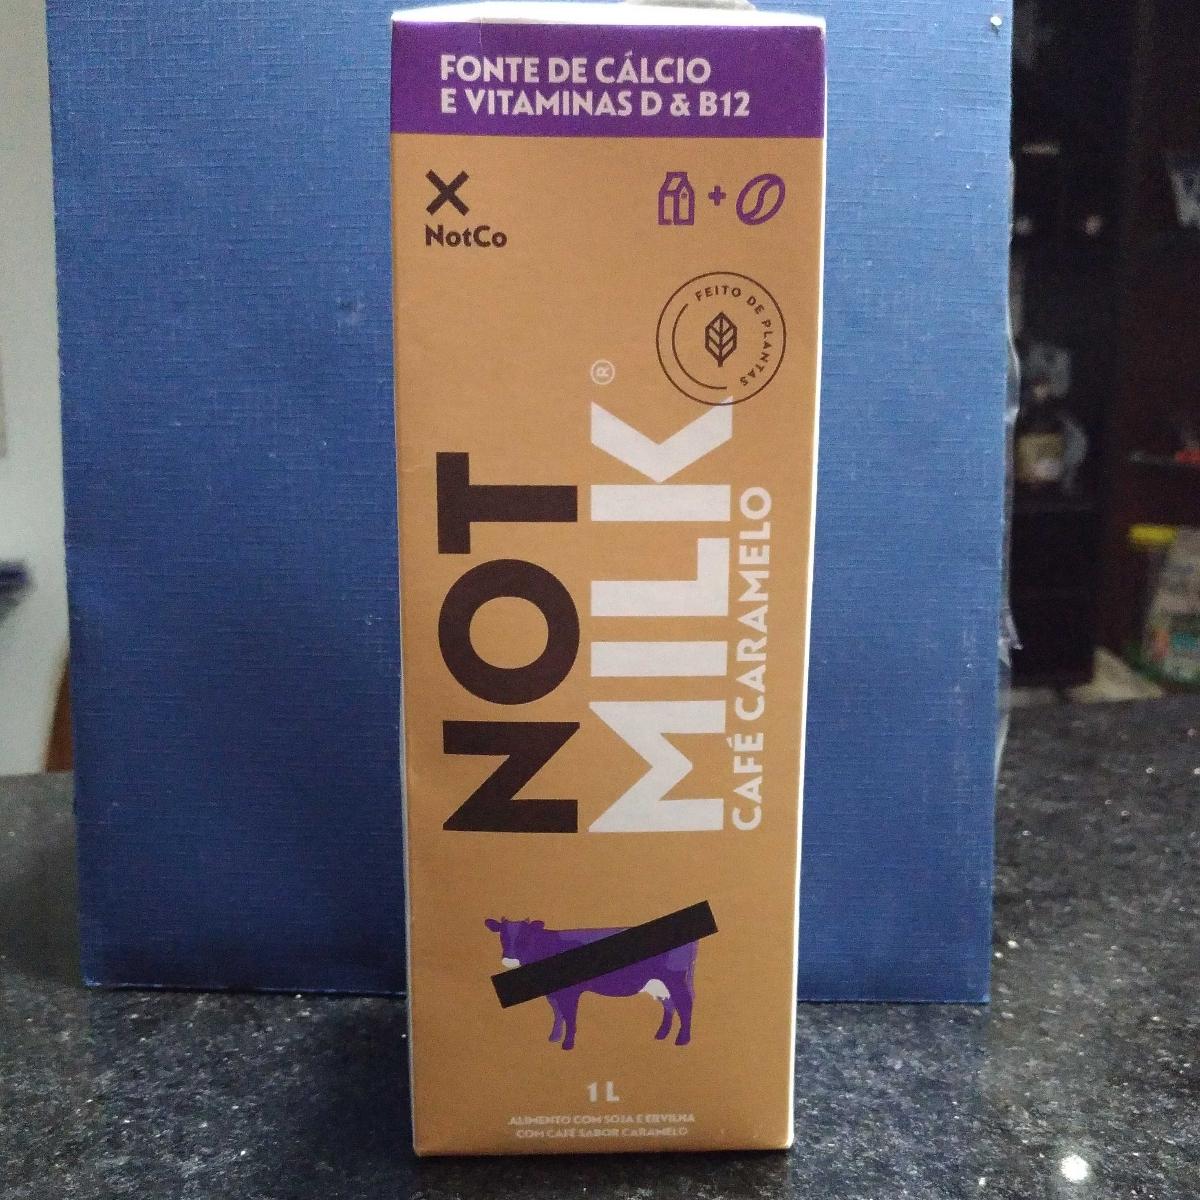 FONTE DE CÁLCIO
E VITAMINAS D & B12
NotCo
FEITO DE PLANTAS
NOT
MILK®
CAFÉ CARAMELO
1 L
ALIMENTO COM SOJA E ERVILHA
COM CAFÉ SABOR CARAMELO